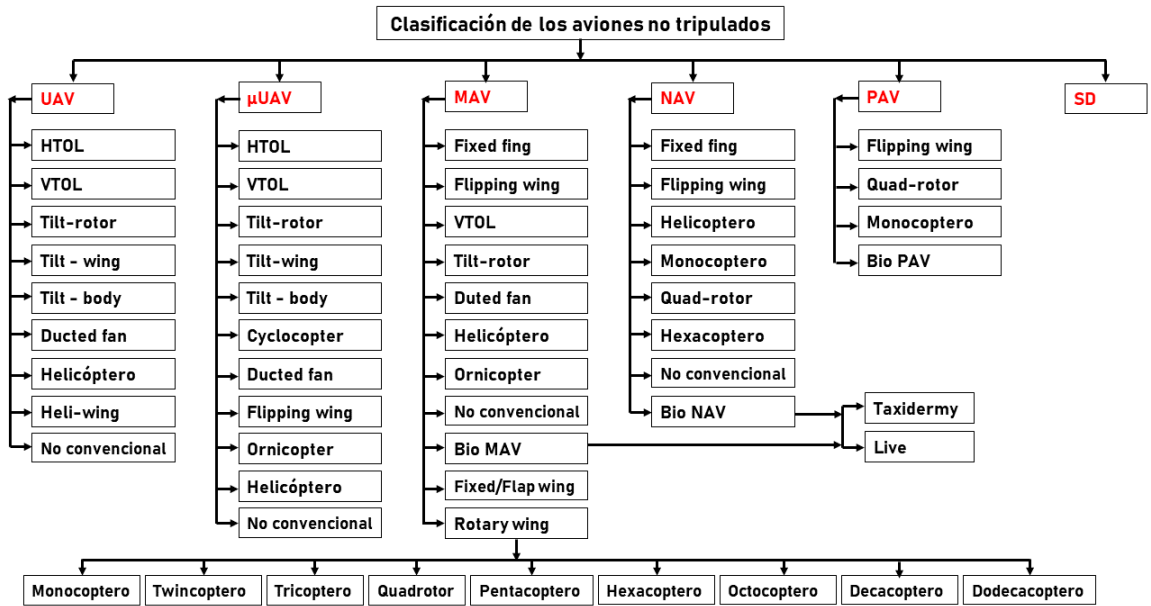 Clasificación de los aviones no tripulados
UAV
HTOL
VTOL
Tilt-rotor
Tilt - wing
Tilt - body
Ducted fan
Helicóptero
Heli-wing
No convencional
µUAV
HTOL
VTOL
Tilt-rotor
Tilt-wing
Tilt - body
Cyclocopter
Ducted fan
Flipping wing
Ornicopter
Helicóptero
No convencional
MAV
Fixed fing
Flipping wing
VTOL
Tilt-rotor
Duted fan
Helicóptero
Ornicopter
No convencional
Bio MAV
Fixed/Flap wing
Rotary wing
NAV
Fixed fing
Flipping wing
Helicoptero
Monocoptero
Quad-rotor
Hexacoptero
No convencional
Bio NAV
PAV
Flipping wing
Quad-rotor
Monocoptero
Bio PAV
SD
Taxidermy
Live
Monocoptero
Twincoptero
Tricoptero
Quadrotor
Pentacoptero
Hexacoptero
Octocoptero
Decacoptero
Dodecacoptero